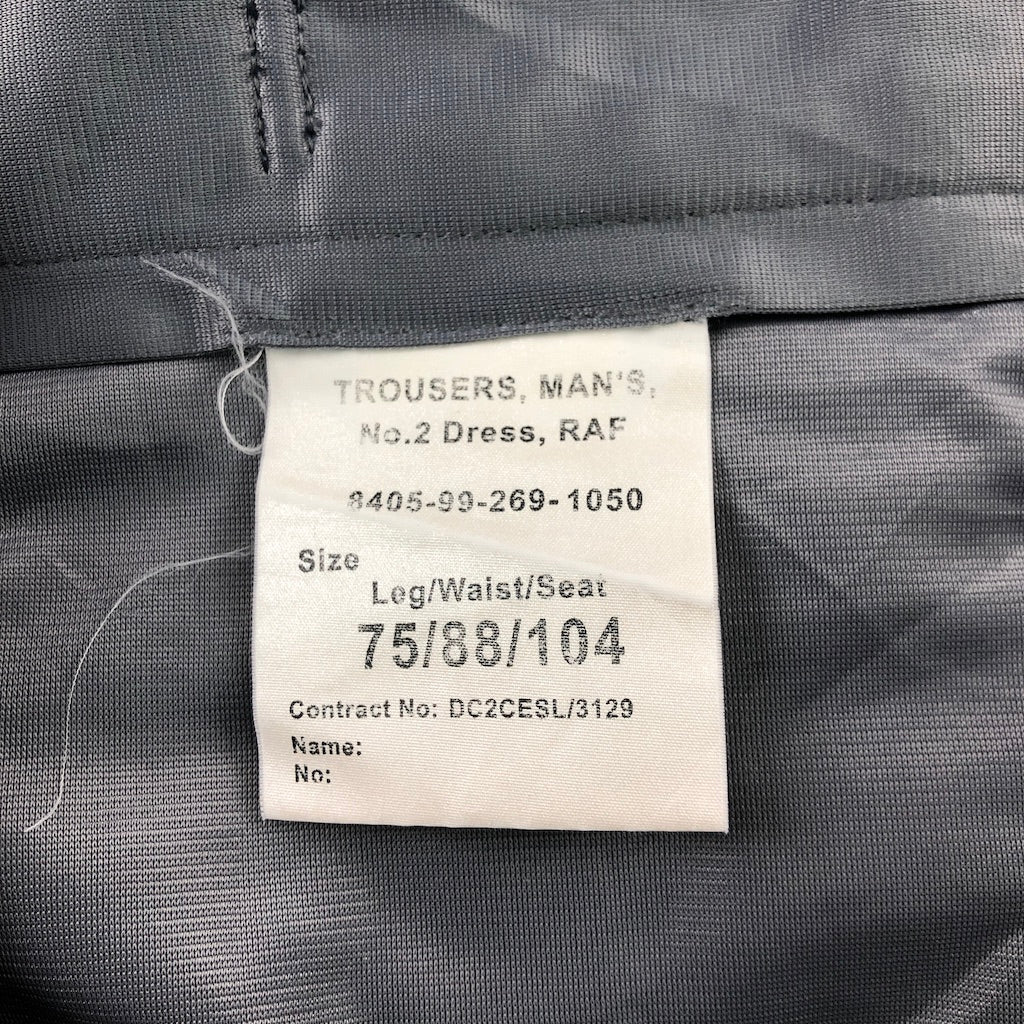 TROUSERS, MAN'S,
No.2 Dress, RAF
8405-99-269-1050
Size
Leg/Waist/Seat
75/88/104
Contract No: DC2CESL/3129
Name:
No: